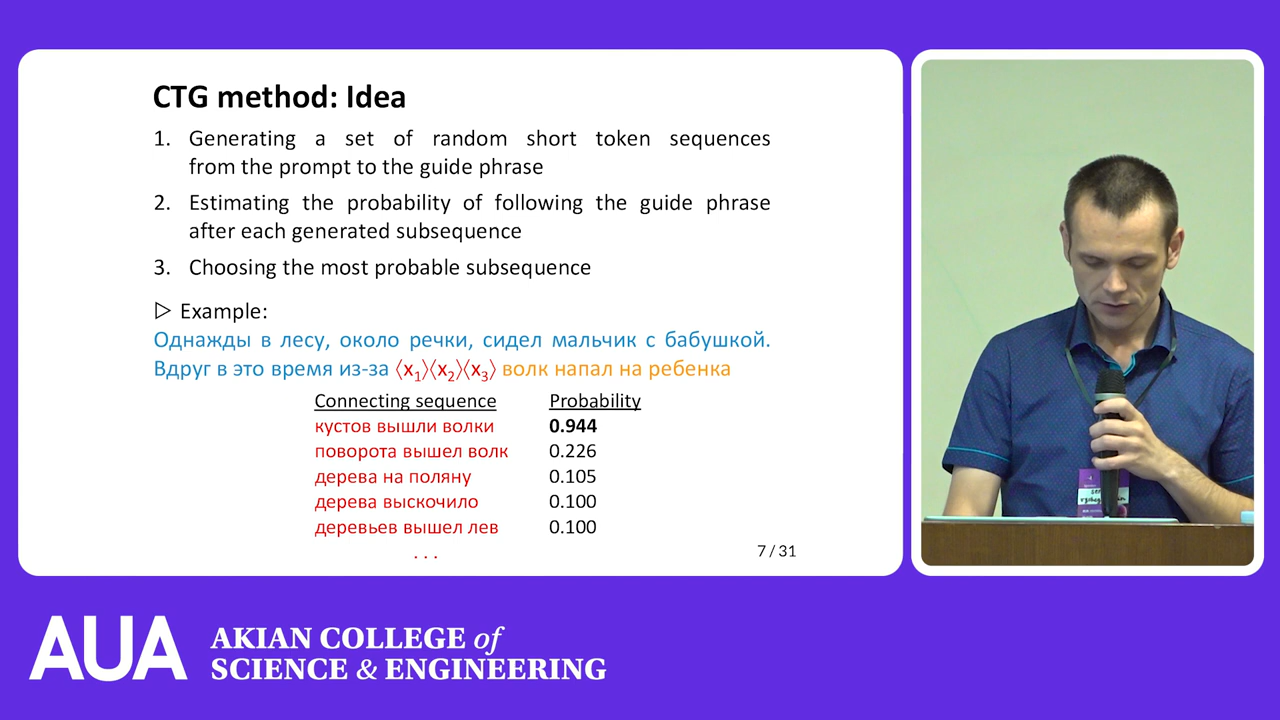 CTG method: Idea
1. Generating a set of random short token sequences
from the prompt to the guide phrase
2. Estimating the probability of following the guide phrase
after each generated subsequence
3. Choosing the most probable subsequence
▷ Example:
Однажды в лесу, около речки, сидел мальчик с бабушкой.
Вдруг в это время из-за ⟨x₁⟩⟨x₂⟩⟨x₃⟩ волк напал на ребенка
Connecting sequence Probability
кустов вышли волки 0.944
поворота вышел волк 0.226
дерева на поляну 0.105
дерева выскочило 0.100
деревьев вышел лев 0.100
. . .
7 / 31
AUA AKIAN COLLEGE of
SCIENCE & ENGINEERING